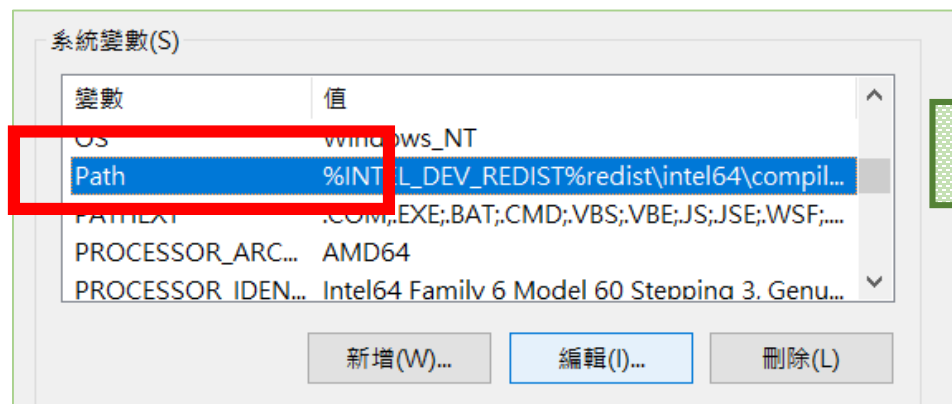 系統變數(S)
變數 值
OS Windows_NT
Path %INTEL_DEV_REDIST%redist\intel64\compil...
PATHEXT .COM;.EXE;.BAT;.CMD;.VBS;.VBE;.JS;.JSE;.WSF;....
PROCESSOR_ARC... AMD64
PROCESSOR_IDEN... Intel64 Family 6 Model 60 Stepping 3, Genu...
新增(W)... 編輯(I)... 刪除(L)